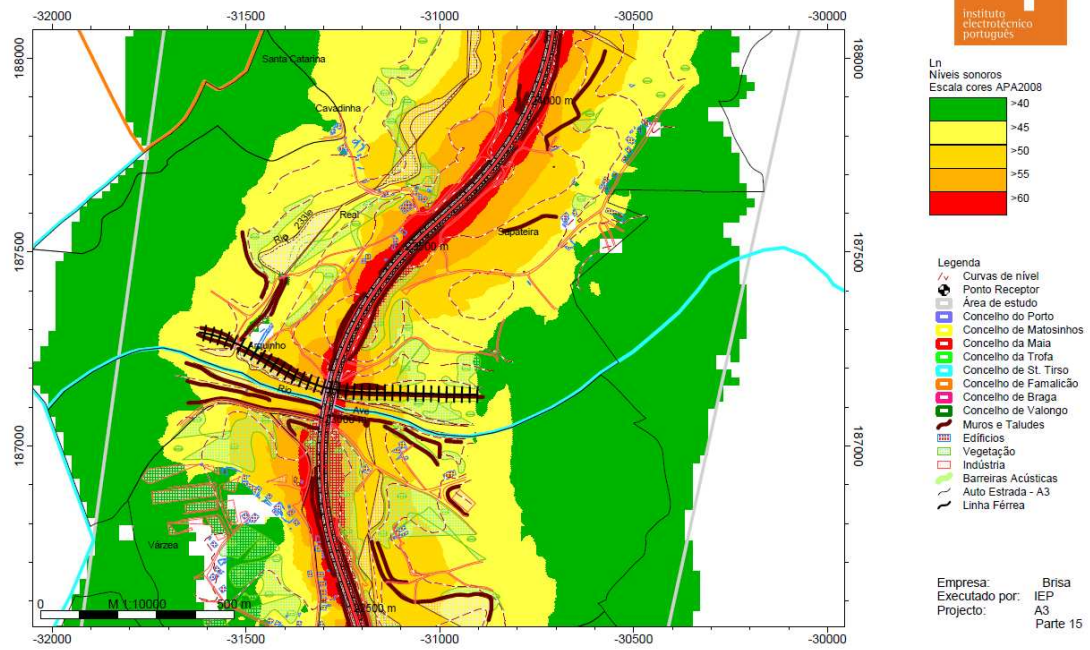 -32000 -31500 -31000 -30500 -30000
instituto
electrotécnico
português
Ln
Níveis sonoros
Escala cores APA2008
>40
>45
>50
>55
>60
188000 188000
Santa Catarina
Cavadinha
Real
Rio
Sapateira
187500 187500
Rio
Ave
187000 187000
Várzea
0 M 1:10000 500 m
-32000 -31500 -31000 -30500 -30000
Legenda
Curvas de nível
Ponto Receptor
Área de estudo
Concelho do Porto
Concelho de Matosinhos
Concelho da Maia
Concelho da Trofa
Concelho de St. Tirso
Concelho de Famalicão
Concelho de Braga
Concelho de Valongo
Muros e Taludes
Edifícios
Vegetação
Indústria
Barreiras Acústicas
Auto Estrada - A3
Linha Férrea
Empresa: Brisa
Executado por: IEP
Projecto: A3
Parte 15